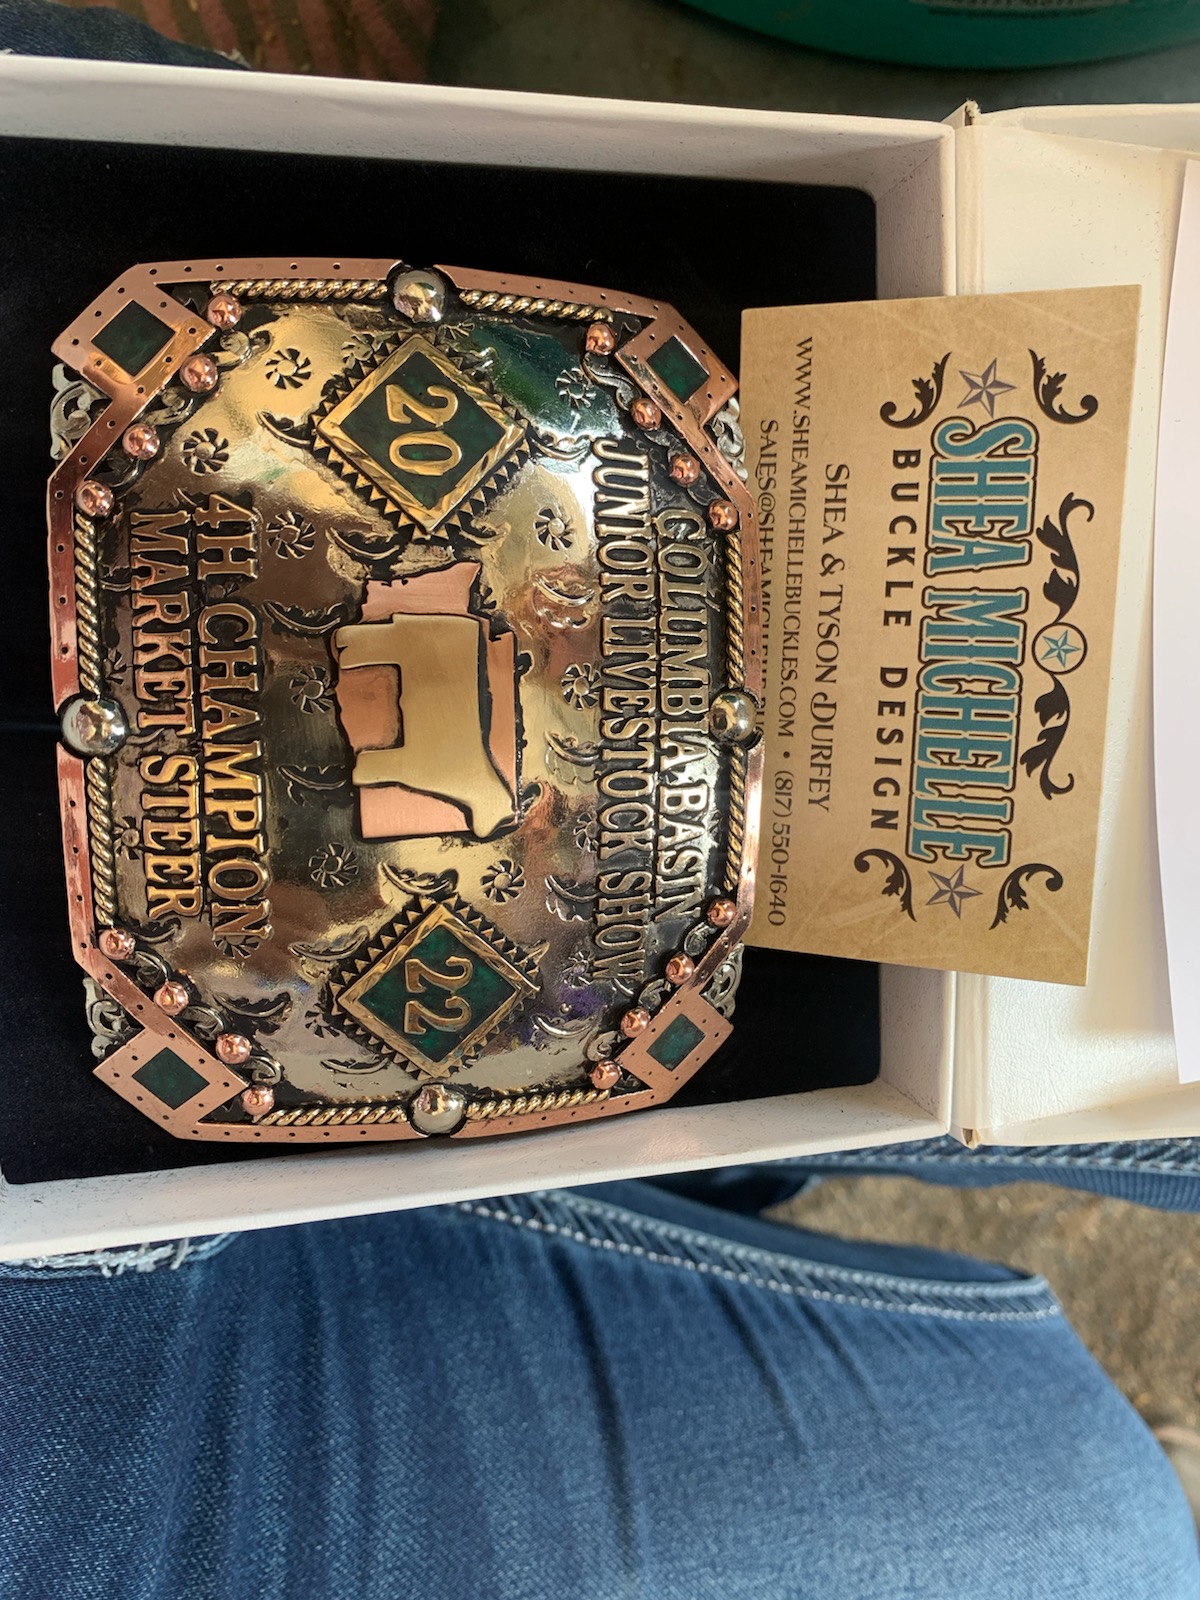 COLUMBIA BASIN
JUNIOR LIVESTOCK SHOW
20
22
4H CHAMPION
MARKET STEER
SHEA MICHELLE
BUCKLE DESIGN
SHEA & TYSON DURFEY
WWW.SHEAMICHELLEBUCKLES.COM • (817) 550-1640